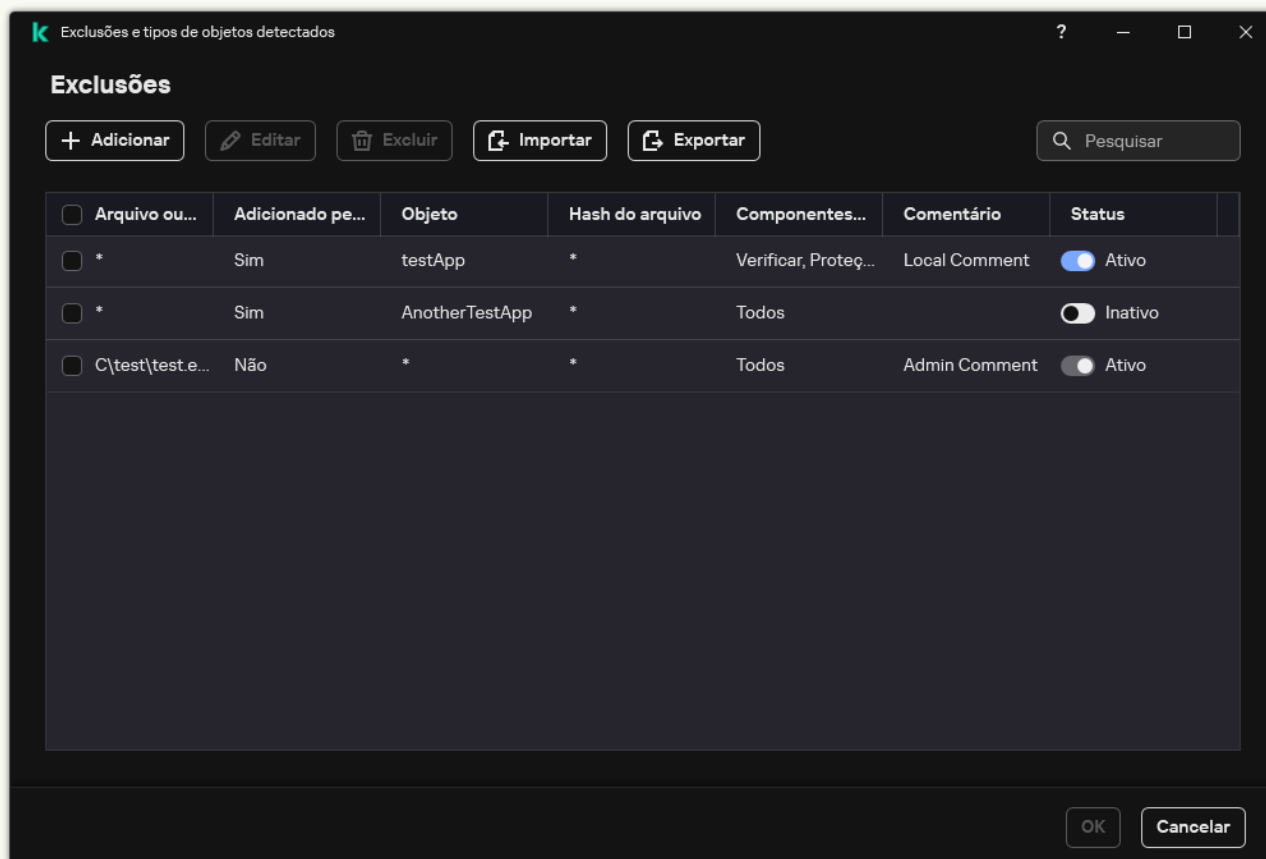 Exclusões e tipos de objetos detectados
?
Exclusões
Adicionar Editar Excluir Importar Exportar Pesquisar
Arquivo ou... Adicionado pe... Objeto Hash do arquivo Componentes... Comentário Status
* Sim testApp * Verificar, Proteç... Local Comment Ativo
* Sim AnotherTestApp * Todos Inativo
C\test\test.e... Não * * Todos Admin Comment Ativo
OK Cancelar